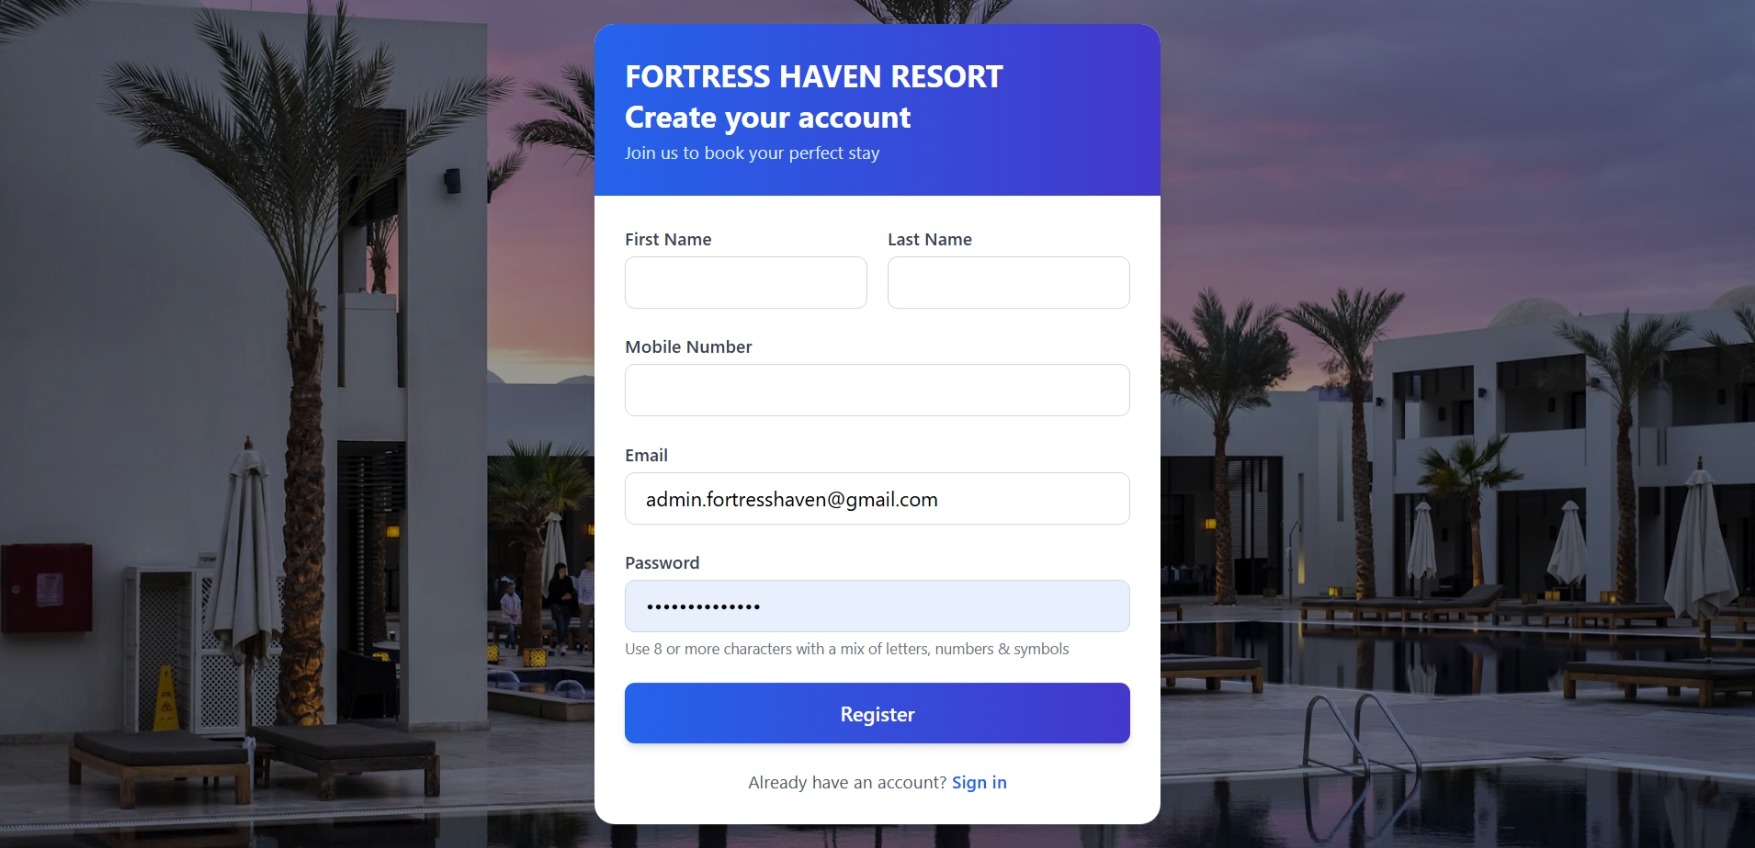 FORTRESS HAVEN RESORT
Create your account
Join us to book your perfect stay
First Name
Last Name
Mobile Number
Email
admin.fortresshaven@gmail.com
Password
••••••••••••••
Use 8 or more characters with a mix of letters, numbers & symbols
Register
Already have an account? Sign in